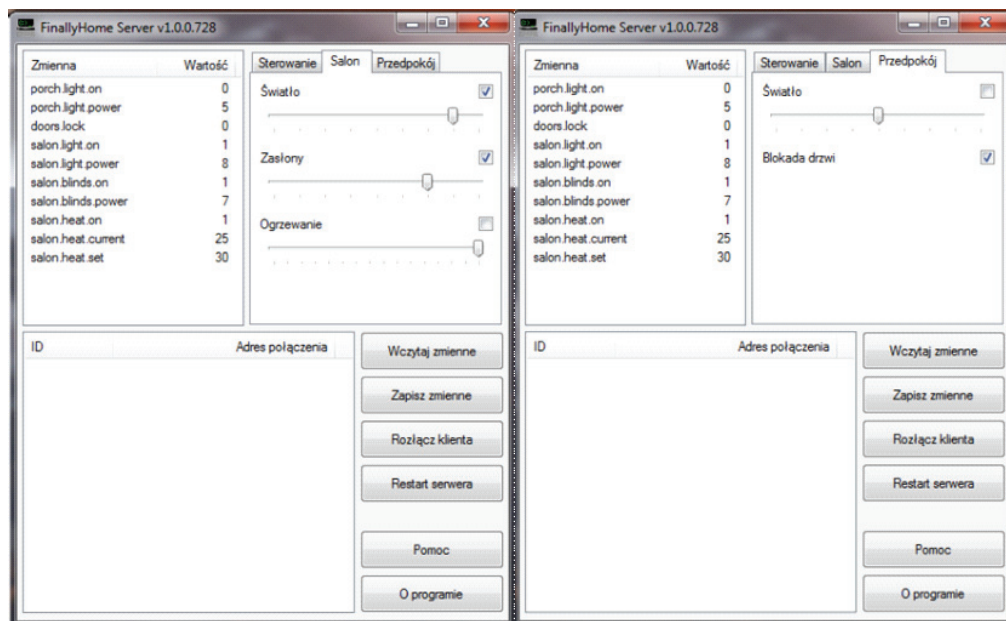 FinallyHome Server v1.0.0.728
Zmienna Wartość
porch.light.on 0
porch.light.power 5
doors.lock 0
salon.light.on 1
salon.light.power 8
salon.blinds.on 1
salon.blinds.power 7
salon.heat.on 1
salon.heat.current 25
salon.heat.set 30
Sterowanie Salon Przedpokój
Światło
Zasłony
Ogrzewanie
ID Adres połączenia
Wczytaj zmienne
Zapisz zmienne
Rozłącz klienta
Restart serwera
Pomoc
O programie
FinallyHome Server v1.0.0.728
Zmienna Wartość
porch.light.on 0
porch.light.power 5
doors.lock 0
salon.light.on 1
salon.light.power 8
salon.blinds.on 1
salon.blinds.power 7
salon.heat.on 1
salon.heat.current 25
salon.heat.set 30
Sterowanie Salon Przedpokój
Światło
Blokada drzwi
ID Adres połączenia
Wczytaj zmienne
Zapisz zmienne
Rozłącz klienta
Restart serwera
Pomoc
O programie